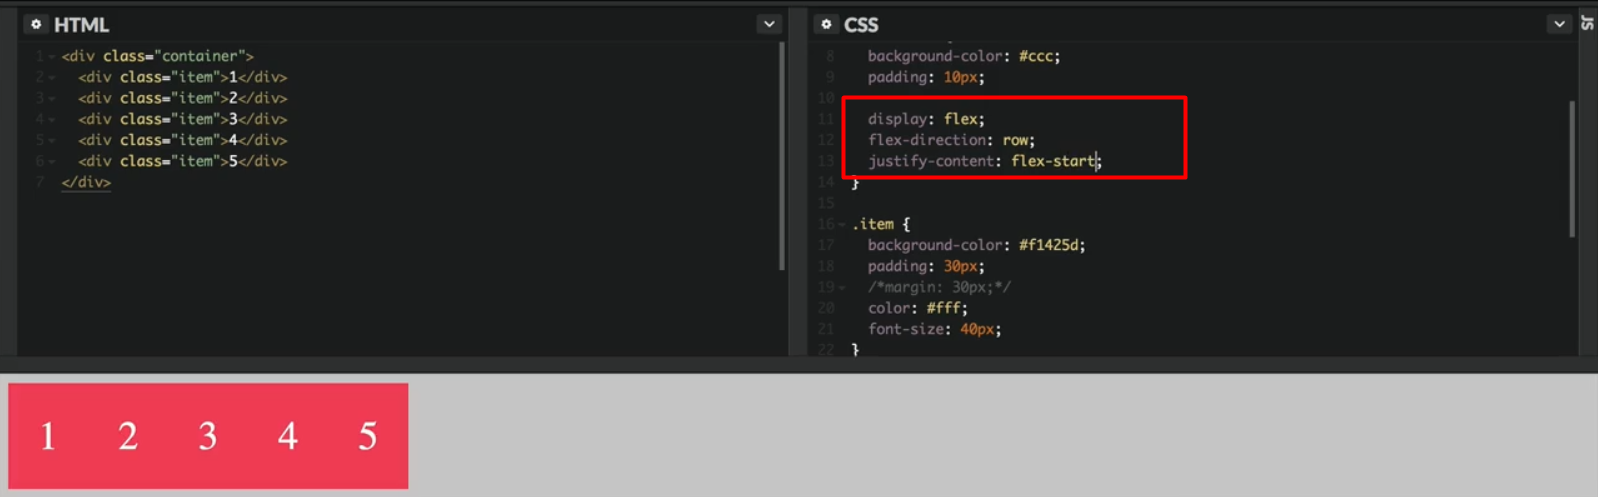 HTML
1 <div class="container">
2 <div class="item">1</div>
3 <div class="item">2</div>
4 <div class="item">3</div>
5 <div class="item">4</div>
6 <div class="item">5</div>
7 </div>
CSS
8 background-color: #ccc;
9 padding: 10px;
10
11 display: flex;
12 flex-direction: row;
13 justify-content: flex-start;
14 }
15
16 .item {
17 background-color: #f1425d;
18 padding: 30px;
19 /*margin: 30px;*/
20 color: #fff;
21 font-size: 40px;
22 }
JS
1 2 3 4 5